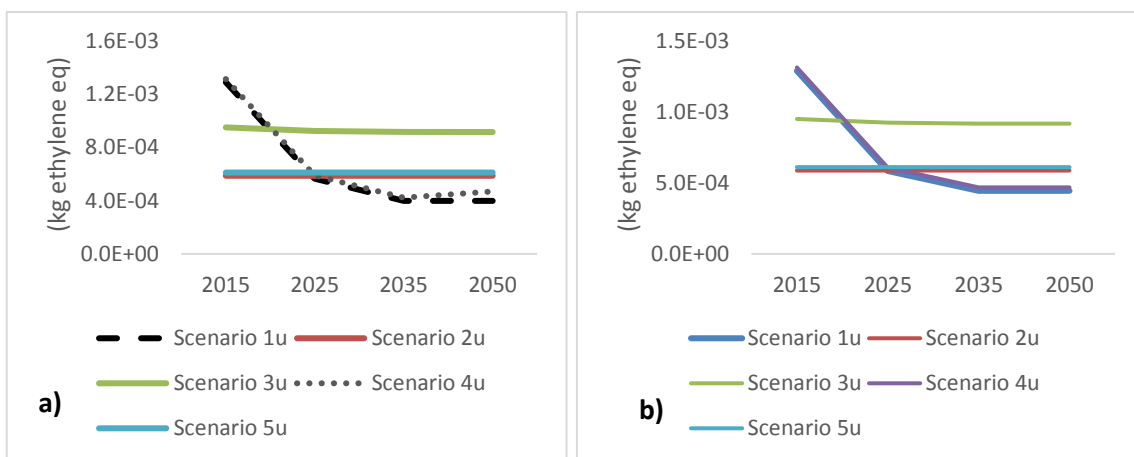 (kg ethylene eq)
1.6E-03
1.2E-03
8.0E-04
4.0E-04
0.0E+00
2015 2025 2035 2050
Scenario 1u Scenario 2u
Scenario 3u Scenario 4u
Scenario 5u
a)
(kg ethylene eq)
1.5E-03
1.0E-03
5.0E-04
0.0E+00
2015 2025 2035 2050
Scenario 1u Scenario 2u
Scenario 3u Scenario 4u
Scenario 5u
b)